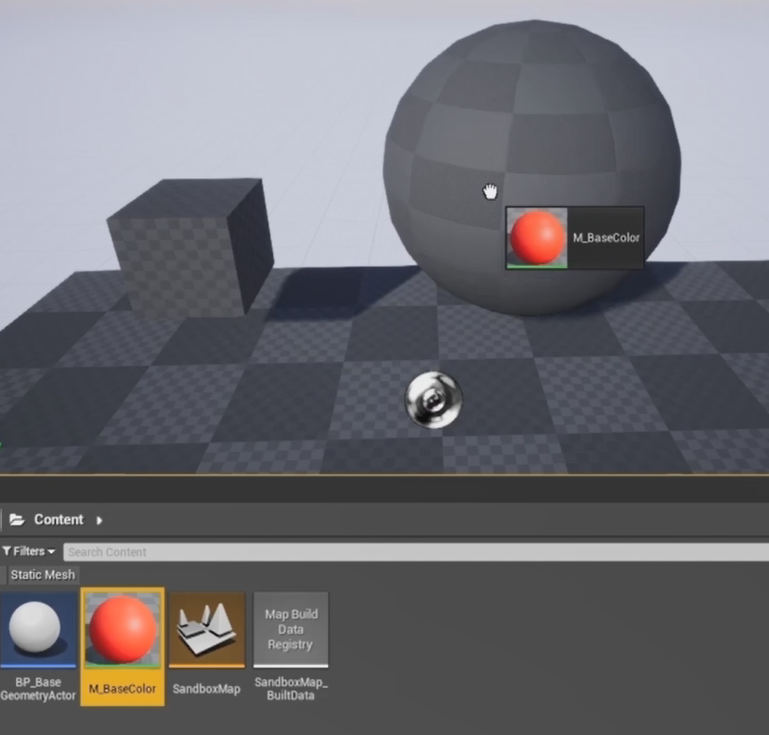 M_BaseColor
Content
Filters
Search Content
Static Mesh
BP_Base
GeometryActor
M_BaseColor
SandboxMap
Map Build
Data
Registry
SandboxMap_
BuiltData